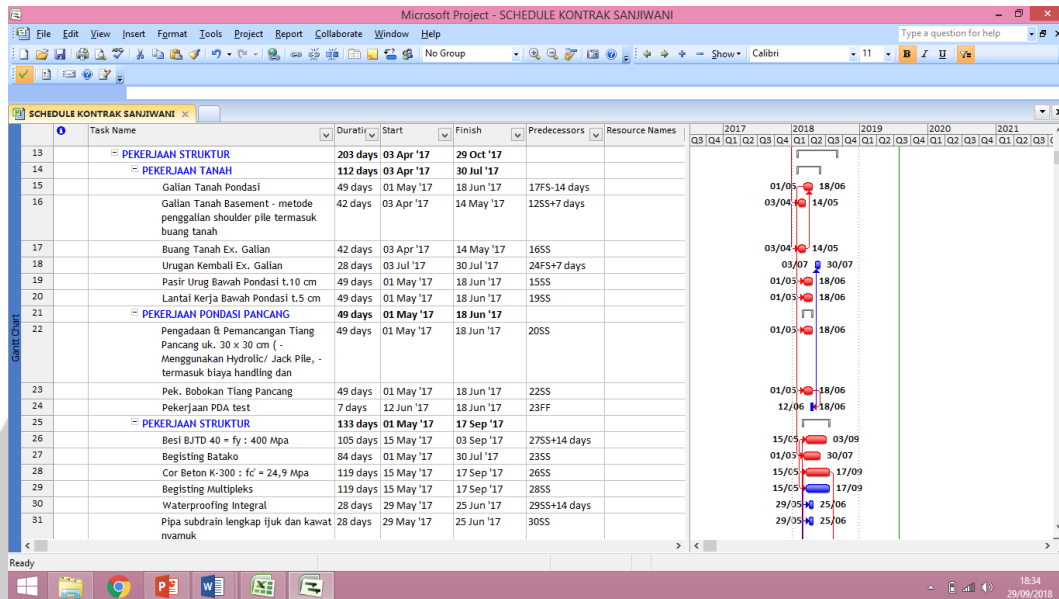 Microsoft Project - SCHEDULE KONTRAK SANJIWANI
File Edit View Insert Format Tools Project Report Collaborate Window Help Type a question for help
No Group Show Calibri 11 B I U
SCHEDULE KONTRAK SANJIWANI
Task Name Duratio Start Finish Predecessors Resource Names 2017 2018 2019 2020 2021
Q3 Q4 Q1 Q2 Q3 Q4 Q1 Q2 Q3 Q4 Q1 Q2 Q3 Q4 Q1 Q2 Q3 Q4 Q1 Q2 Q3
13 PEKERJAAN STRUKTUR 203 days 03 Apr '17 29 Oct '17
14 PEKERJAAN TANAH 112 days 03 Apr '17 30 Jul '17
15 Galian Tanah Pondasi 49 days 01 May '17 18 Jun '17 17FS-14 days 01/05 18/06
16 Galian Tanah Basement - metode 42 days 03 Apr '17 14 May '17 12SS+7 days 03/04 14/05
penggalian shoulder pile termasuk
buang tanah
17 Buang Tanah Ex. Galian 42 days 03 Apr '17 14 May '17 16SS 03/04 14/05
18 Urugan Kembali Ex. Galian 28 days 03 Jul '17 30 Jul '17 24FS+7 days 03/07 30/07
19 Pasir Urug Bawah Pondasi t.10 cm 49 days 01 May '17 18 Jun '17 15SS 01/05 18/06
20 Lantai Kerja Bawah Pondasi t.5 cm 49 days 01 May '17 18 Jun '17 19SS 01/05 18/06
21 PEKERJAAN PONDASI PANCANG 49 days 01 May '17 18 Jun '17
22 Pengadaan & Pemancangan Tiang 49 days 01 May '17 18 Jun '17 20SS 01/05 18/06
Pancang uk. 30 x 30 cm ( -
Menggunakan Hydrolic/ Jack Pile, -
termasuk biaya handling dan
23 Pek. Bobokan Tiang Pancang 49 days 01 May '17 18 Jun '17 22SS 01/05 18/06
24 Pekerjaan PDA test 7 days 12 Jun '17 18 Jun '17 23FF 12/06 18/06
25 PEKERJAAN STRUKTUR 133 days 01 May '17 17 Sep '17
26 Besi BJTD 40 = fy : 400 Mpa 105 days 15 May '17 03 Sep '17 27SS+14 days 15/05 03/09
27 Begisting Batako 84 days 01 May '17 30 Jul '17 23SS 01/05 30/07
28 Cor Beton K-300 : fc' = 24,9 Mpa 119 days 15 May '17 17 Sep '17 26SS 15/05 17/09
29 Begisting Multipleks 119 days 15 May '17 17 Sep '17 28SS 15/05 17/09
30 Waterproofing Integral 28 days 29 May '17 25 Jun '17 29SS+14 days 29/05 25/06
31 Pipa subdrain lengkap ijuk dan kawat 28 days 29 May '17 25 Jun '17 30SS 29/05 25/06
nyamuk
Gantt Chart
Ready
18:34
29/09/2018